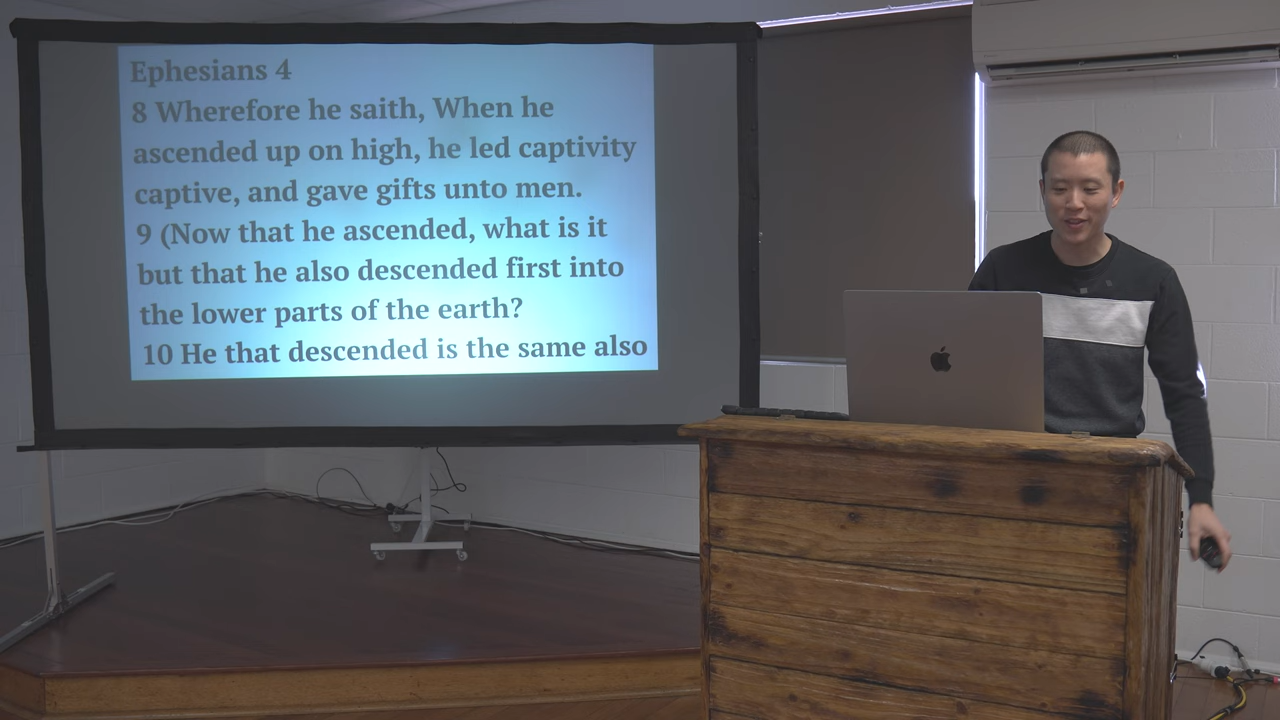 Ephesians 4
8 Wherefore he saith, When he
ascended up on high, he led captivity
captive, and gave gifts unto men.
9 (Now that he ascended, what is it
but that he also descended first into
the lower parts of the earth?
10 He that descended is the same also